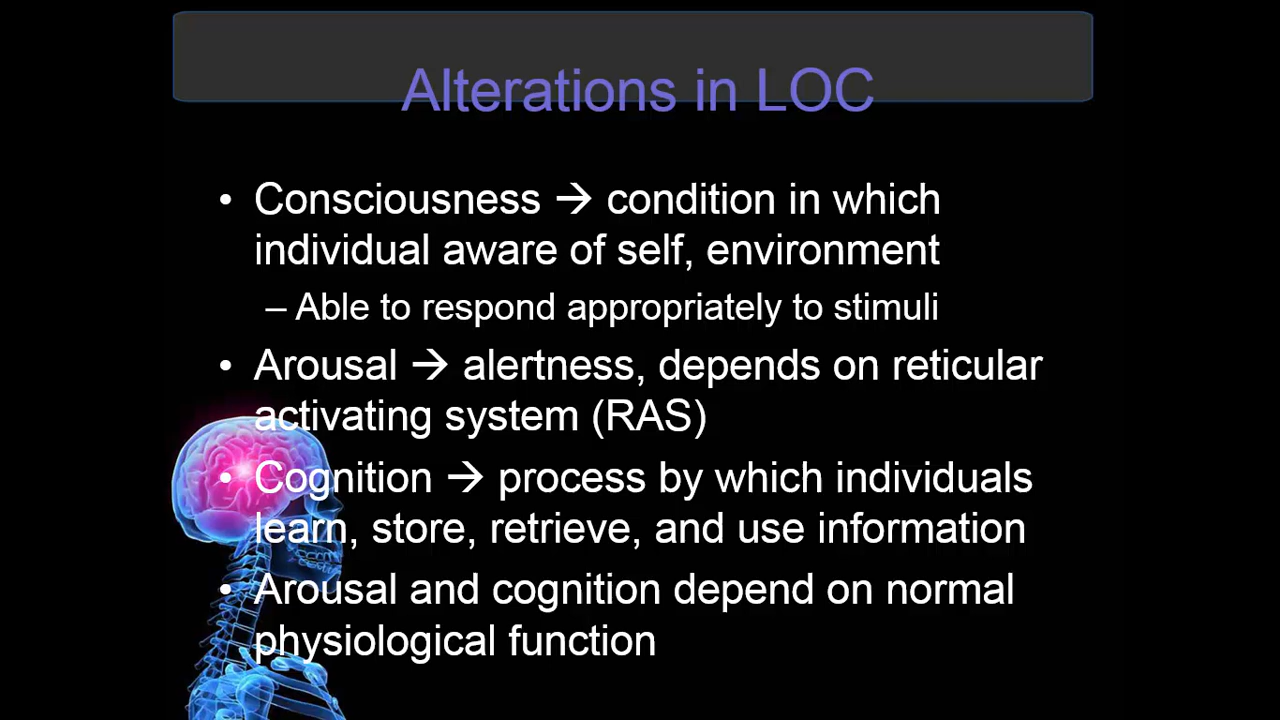 Alterations in LOC
• Consciousness → condition in which
individual aware of self, environment
– Able to respond appropriately to stimuli
• Arousal → alertness, depends on reticular
activating system (RAS)
• Cognition → process by which individuals
learn, store, retrieve, and use information
• Arousal and cognition depend on normal
physiological function